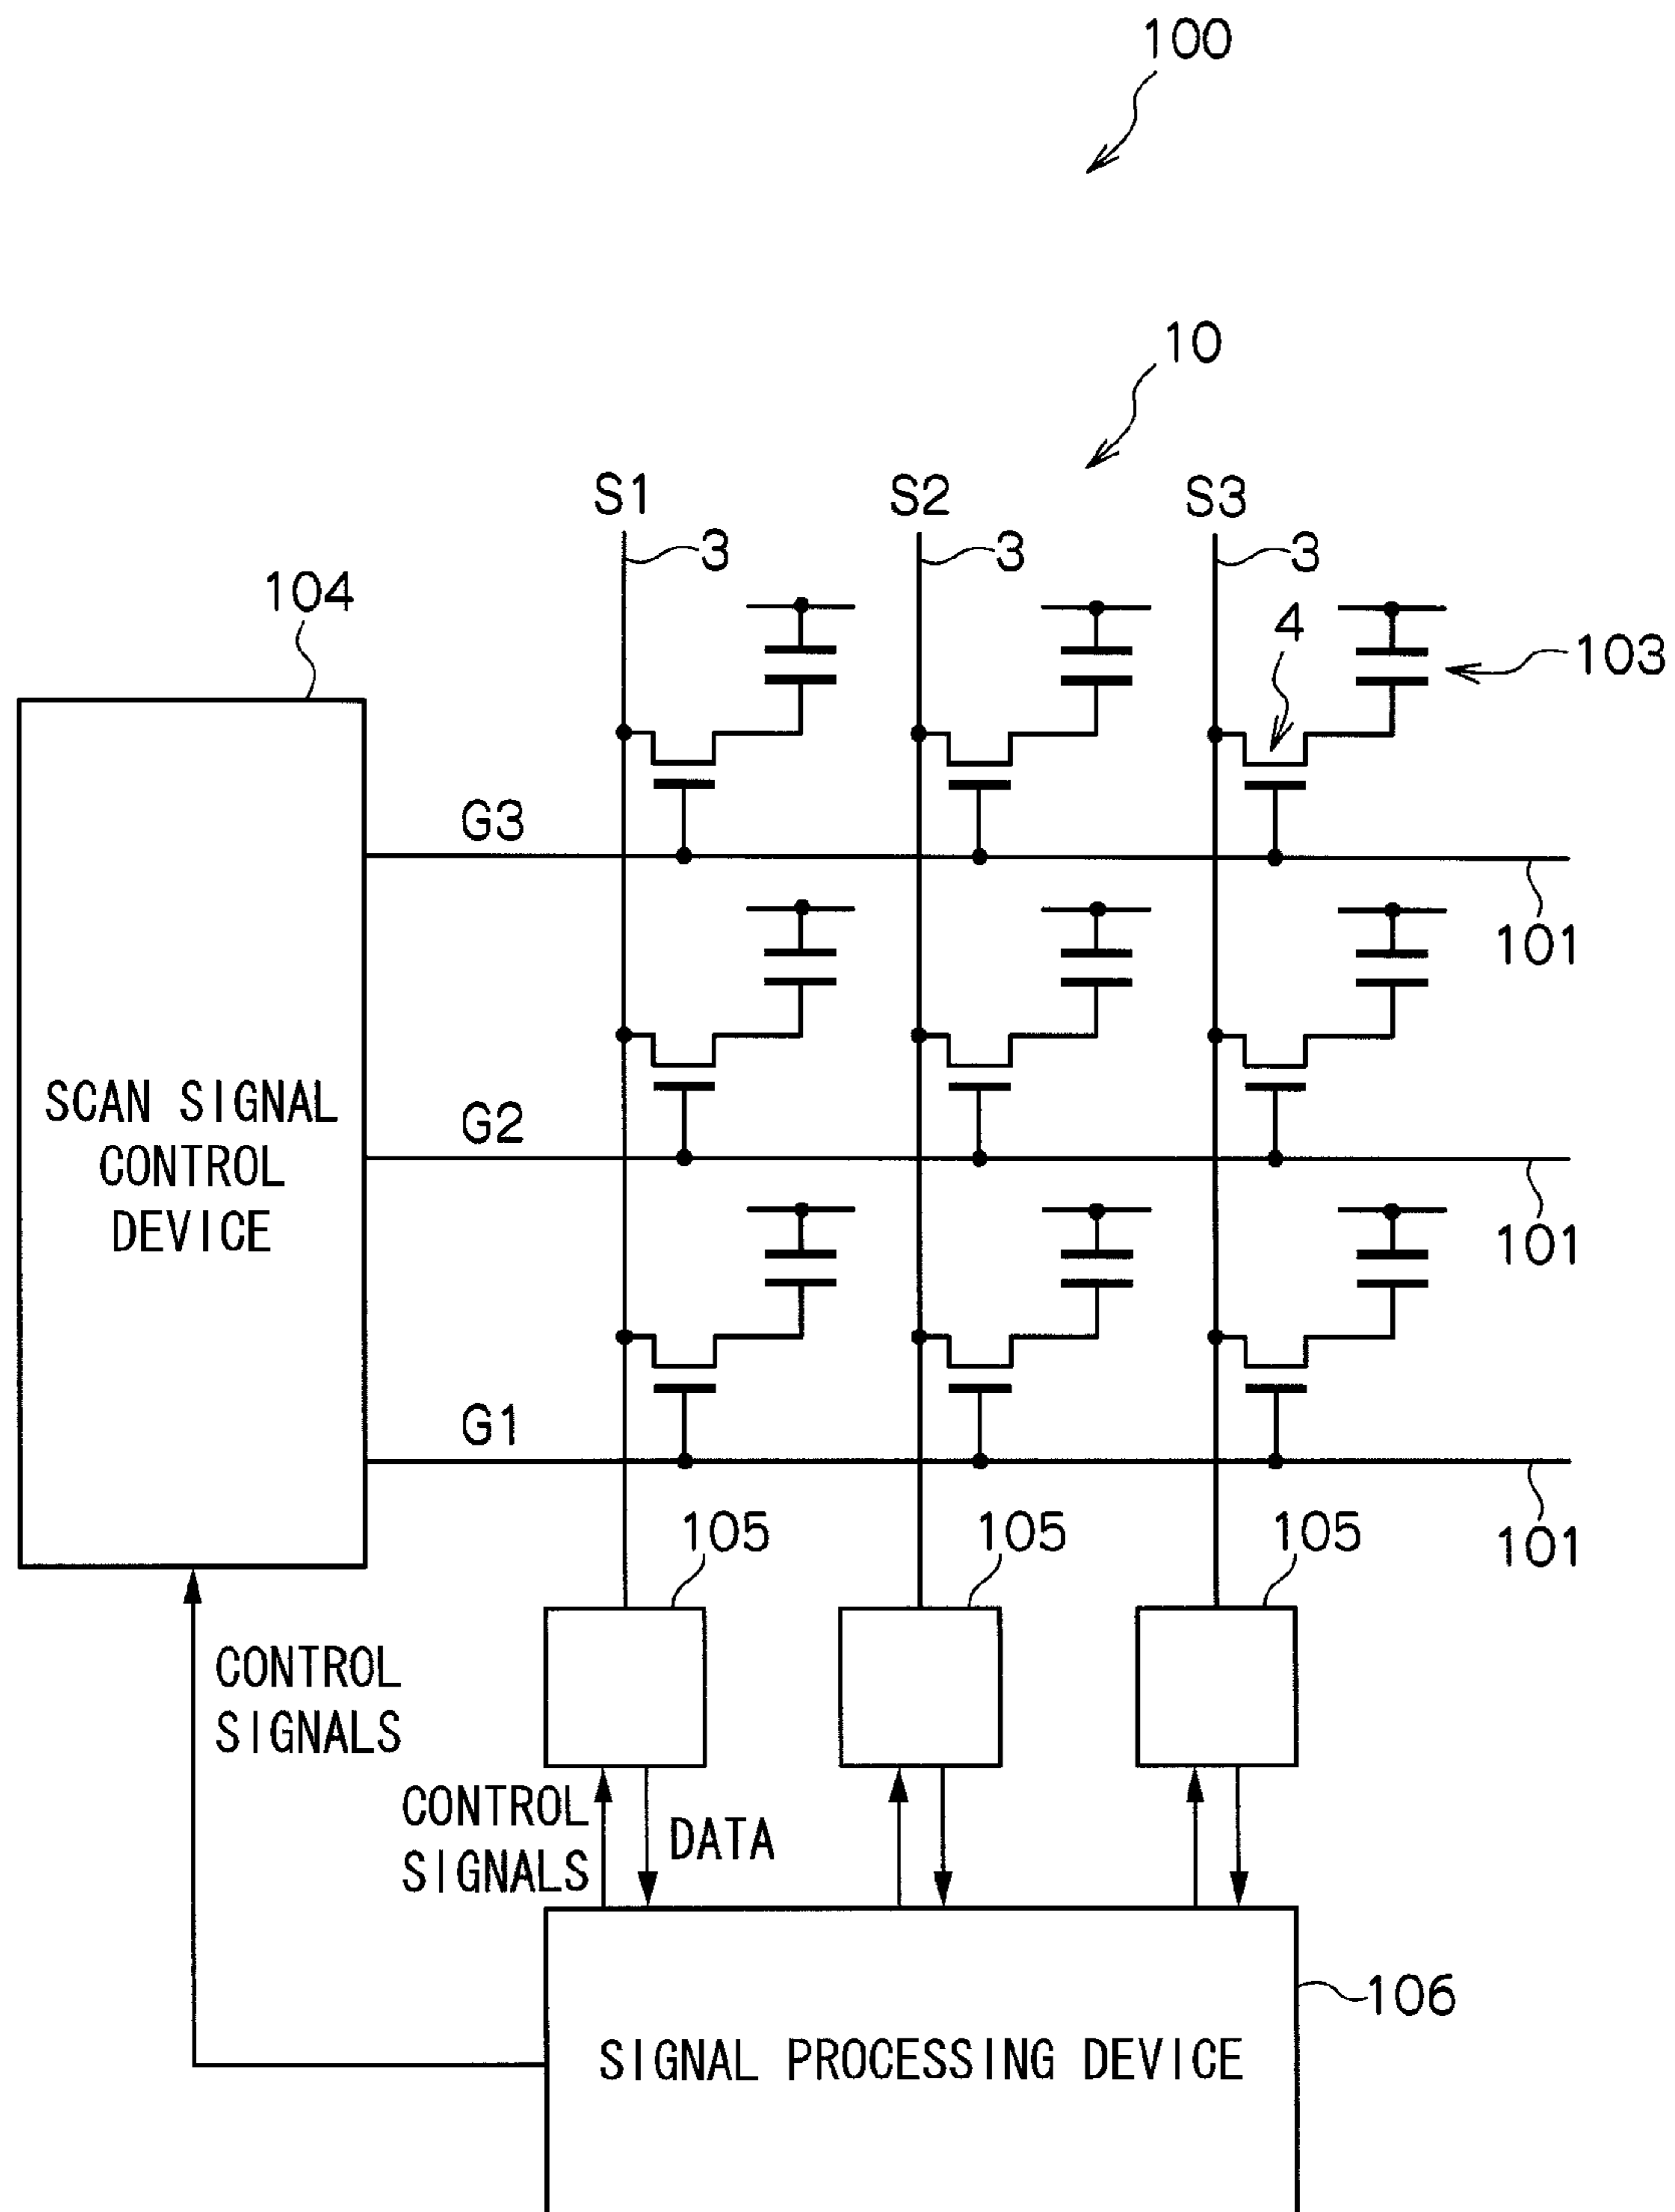 100
10
S1
S2
S3
3
3
3
104
4
103
G3
101
SCAN SIGNAL
CONTROL
DEVICE
G2
101
G1
105
105
105
101
CONTROL
SIGNALS
CONTROL
SIGNALS
DATA
106
SIGNAL PROCESSING DEVICE